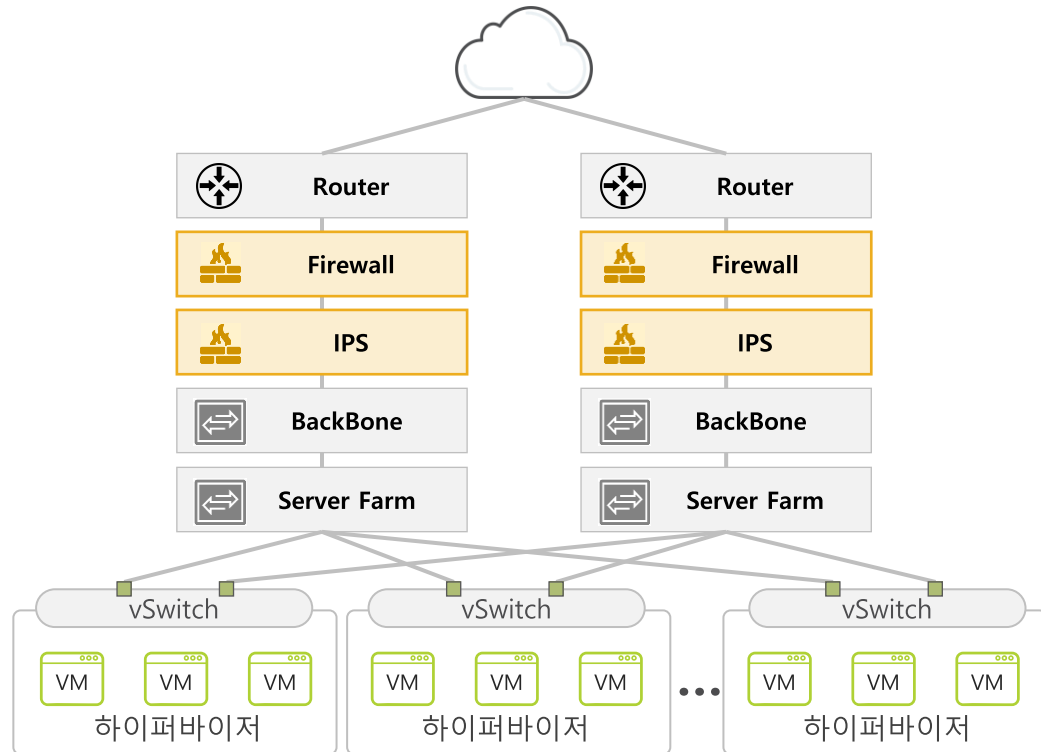 Router
Router
Firewall
Firewall
IPS
IPS
BackBone
BackBone
Server Farm
Server Farm
vSwitch
vSwitch
vSwitch
VM VM VM
VM VM VM
VM VM VM
하이퍼바이저
하이퍼바이저
하이퍼바이저